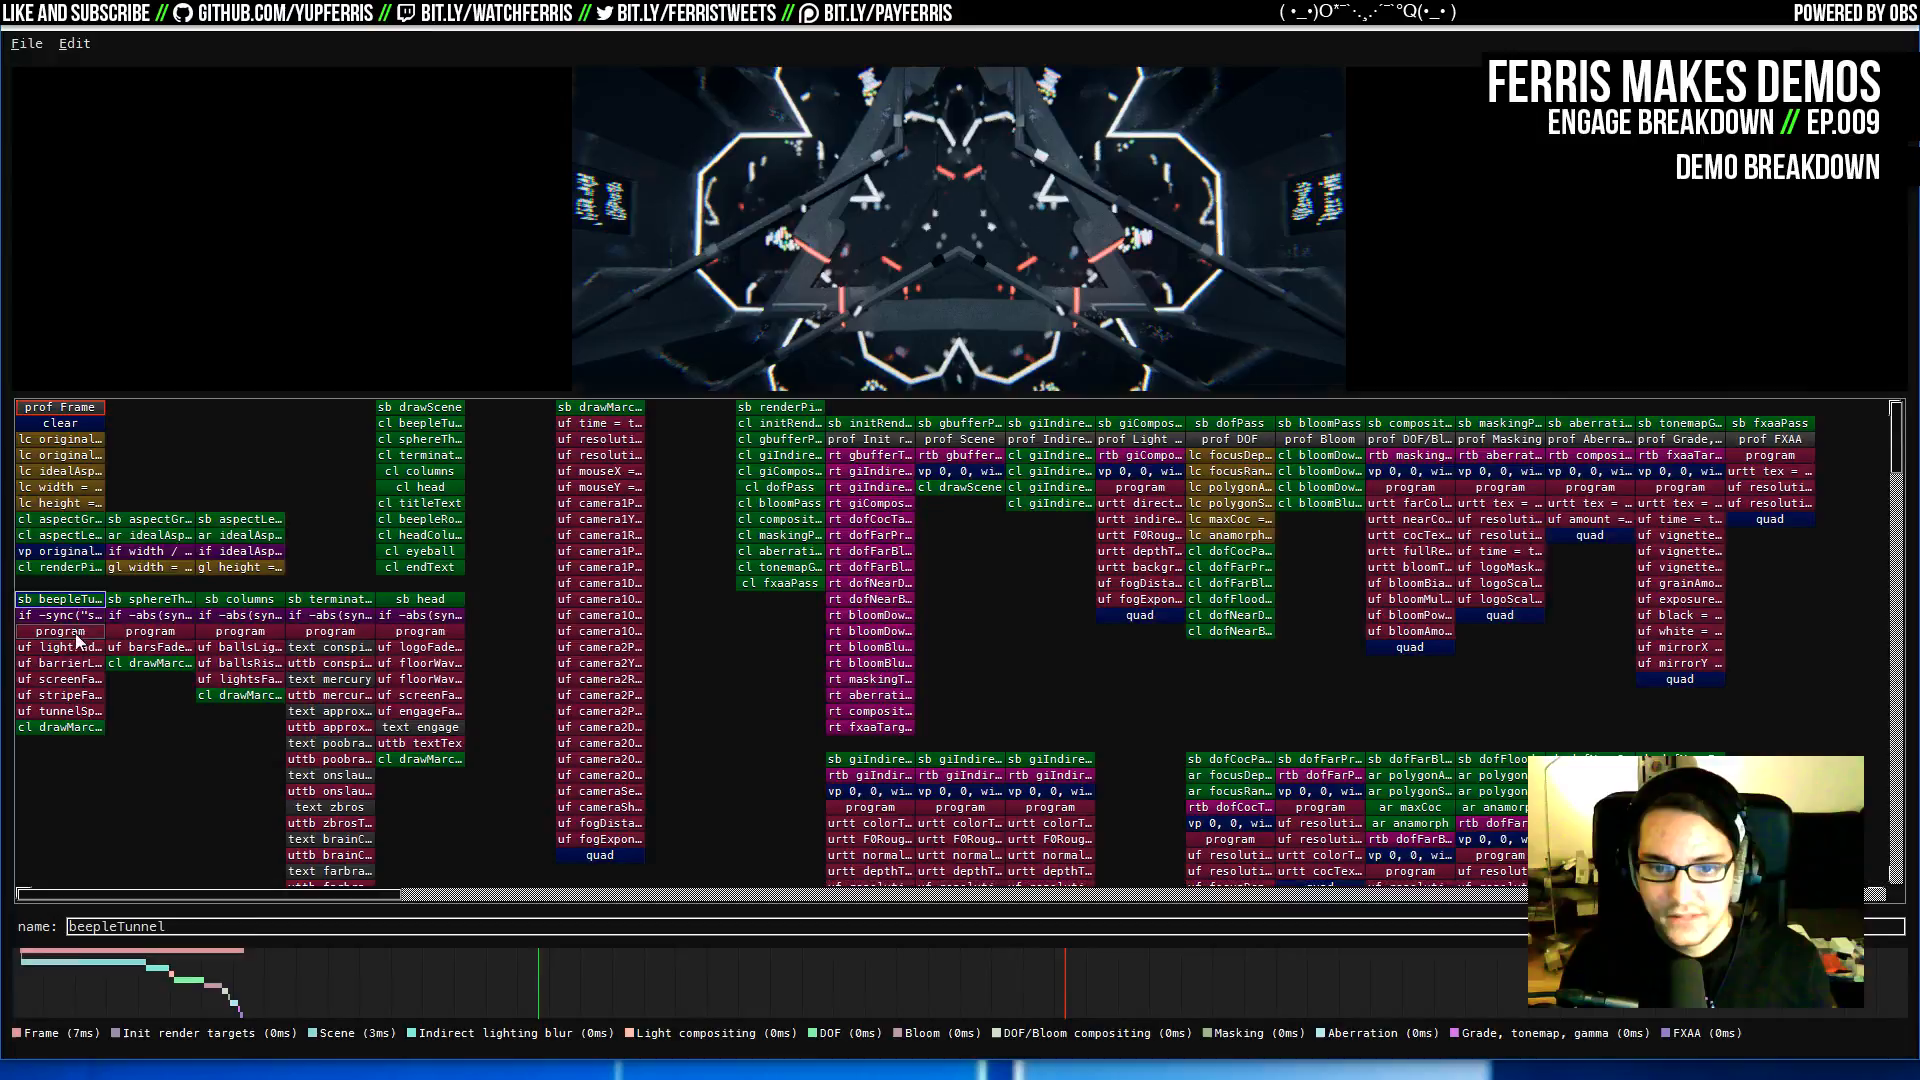 LIKE AND SUBSCRIBE // GITHUB.COM/YUPFERRIS // BIT.LY/WATCHFERRIS // BIT.LY/FERRISTWEETS // BIT.LY/PAYFERRIS
POWERED BY OBS
File Edit
FERRIS MAKES DEMOS
ENGAGE BREAKDOWN // EP.009
DEMO BREAKDOWN
prof Frame
clear
lc original…
lc original…
lc idealAsp…
lc width = …
lc height =…
cl aspectGr…
cl aspectLe…
vp original…
cl renderPi…
sb aspectGr…
ar idealAsp…
if width / …
gl width = …
sb aspectLe…
ar idealAsp…
if idealAsp…
gl height =…
sb drawScene
cl beepleTu…
cl sphereTh…
cl terminat…
cl columns
cl head
cl titleText
cl beepleRo…
cl headColu…
cl eyeball
cl endText
sb beepleTu…
if -sync("s…
program
uf barrierL…
uf screenFa…
uf stripeFa…
uf tunnelSp…
cl drawMarc…
sb sphereTh…
if -abs(syn…
program
uf barsFade…
cl drawMarc…
sb columns
if -abs(syn…
program
uf ballsLig…
uf ballsRis…
uf lightsFa…
cl drawMarc…
sb terminat…
if -abs(syn…
program
text conspi…
uttb conspi…
text mercury
uttb mercur…
text approx…
uttb approx…
text poobra…
uttb poobra…
text onslau…
uttb onslau…
text zbros
uttb zbrosT…
text brainC…
uttb brainC…
text farbra…
sb head
if -abs(syn…
program
uf logoFade…
uf floorWav…
uf floorWav…
uf screenFa…
uf engageFa…
text engage
uttb textTex
cl drawMarc…
sb drawMarc…
uf time = t…
uf resoluti…
uf resoluti…
uf mouseX =…
uf mouseY =…
uf camera1P…
uf camera1Y…
uf camera1R…
uf camera1P…
uf camera1D…
uf camera1O…
uf camera1O…
uf camera1O…
uf camera2P…
uf camera2Y…
uf camera2R…
uf camera2P…
uf camera2D…
uf camera2O…
uf camera2O…
uf camera2O…
uf cameraSe…
uf cameraSh…
uf fogDista…
uf fogExpon…
quad
sb renderPi…
cl initRend…
cl gbufferP…
cl giIndire…
cl giCompos…
cl dofPass
cl bloomPass
cl composit…
cl maskingP…
cl aberrati…
cl tonemapG…
cl fxaaPass
sb initRend…
prof Init r…
rt gbufferT…
rt giIndire…
rt giIndire…
rt giIndire…
rt giCompos…
rt dofCocTa…
rt dofFarPr…
rt dofFarBl…
rt dofFarBl…
rt dofNearD…
rt dofNearB…
rt bloomDow…
rt bloomDow…
rt bloomBlu…
rt bloomBlu…
rt maskingT…
rt aberrati…
rt composit…
rt fxaaTarg…
sb gbufferP…
prof Scene
rtb gbuffer…
vp 0, 0, wi…
cl drawScene
sb giIndire…
prof Indire…
cl giIndire…
cl giIndire…
cl giIndire…
cl giIndire…
sb giCompos…
prof Light …
rtb giCompo…
vp 0, 0, wi…
program
urtt direct…
urtt indire…
urtt F0Roug…
urtt depthT…
urtt backgr…
uf fogDista…
uf fogExpon…
quad
sb dofPass
prof DOF
lc focusDep…
lc focusRan…
lc polygonA…
lc polygonS…
lc maxCoc =…
lc anamorph…
cl dofCocPa…
cl dofFarPr…
cl dofFarBl…
cl dofFlood…
cl dofNearD…
cl dofNearB…
sb bloomPass
prof Bloom
cl bloomDow…
cl bloomDow…
cl bloomDow…
cl bloomBlu…
sb composit…
prof DOF/Bl…
rtb masking…
vp 0, 0, wi…
program
urtt farCol…
urtt nearCo…
urtt cocTex…
urtt fullRe…
urtt bloomT…
uf bloomBia…
uf bloomMul…
uf bloomPow…
uf bloomAmo…
quad
sb maskingP…
prof Masking
rtb aberrat…
vp 0, 0, wi…
program
urtt tex = …
uf resoluti…
uf resoluti…
uf time = t…
uf logoMask…
uf logoScal…
uf logoScal…
quad
sb aberrati…
prof Aberra…
rtb composi…
vp 0, 0, wi…
program
urtt tex = …
uf amount =…
quad
sb tonemapG…
prof Grade,…
rtb fxaaTar…
vp 0, 0, wi…
program
urtt tex = …
uf time = t…
uf vignette…
uf vignette…
uf vignette…
uf grainAmo…
uf exposure…
uf black = …
uf white = …
uf mirrorX …
uf mirrorY …
quad
sb fxaaPass
prof FXAA
program
urtt tex = …
uf resoluti…
uf resoluti…
quad
sb giIndire…
rtb giIndir…
vp 0, 0, wi…
program
urtt colorT…
urtt F0Roug…
urtt normal…
urtt depthT…
sb giIndire…
rtb giIndir…
vp 0, 0, wi…
program
urtt colorT…
urtt F0Roug…
urtt normal…
urtt depthT…
sb giIndire…
rtb giIndir…
vp 0, 0, wi…
program
urtt colorT…
urtt F0Roug…
urtt normal…
urtt depthT…
sb dofCocPa…
ar focusDep…
ar focusRan…
rtb dofCocT…
vp 0, 0, wi…
program
uf resoluti…
uf resoluti…
sb dofFarPr…
rtb dofFarP…
vp 0, 0, wi…
program
uf resoluti…
uf resoluti…
urtt colorT…
urtt cocTex…
sb dofFarBl…
ar polygonA…
ar polygonS…
ar maxCoc
ar anamorph
rtb dofFarB…
vp 0, 0, wi…
program
sb dofFloo
ar polygon
ar polygon
ar anamorp
rtb dofFar
vp 0, 0, w
program
name: beepleTunnel
Frame (7ms) Init render targets (0ms) Scene (3ms) Indirect lighting blur (0ms) Light compositing (0ms) DOF (0ms) Bloom (0ms) DOF/Bloom compositing (0ms) Masking (0ms) Aberration (0ms) Grade, tonemap, gamma (0ms) FXAA (0ms)